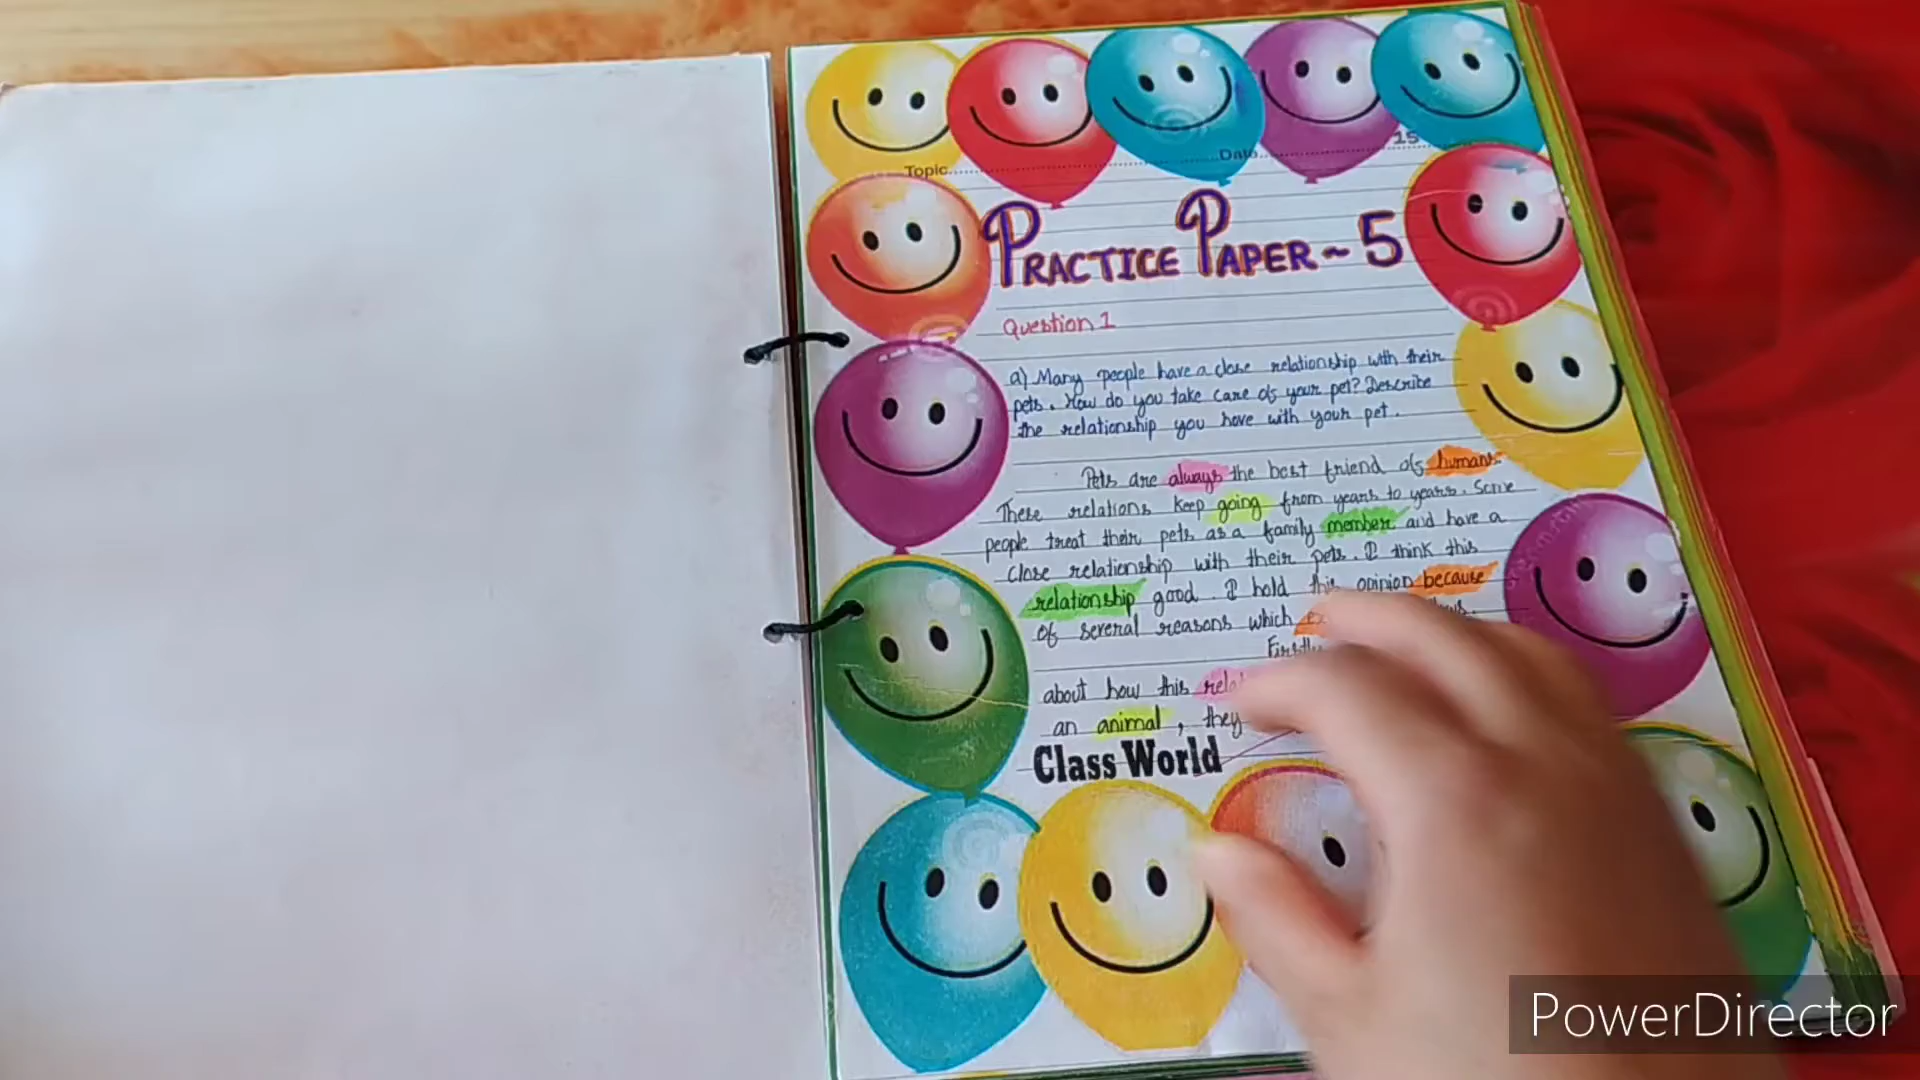 Topic
Date
15
PRACTICE PAPER ~ 5
Question 1
a) Many people have a close relationship with their
pets. How do you take care of your pet? Describe
the relationship you have with your pet.
Pets are always the best friend of humans.
These relations keep going from years to years. Some
people treat their pets as a family member and have a
close relationship with their pets. I think this
relationship good. I hold this opinion because
of several reasons which
Firstly
about how this
an animal, they
Class World
PowerDirector